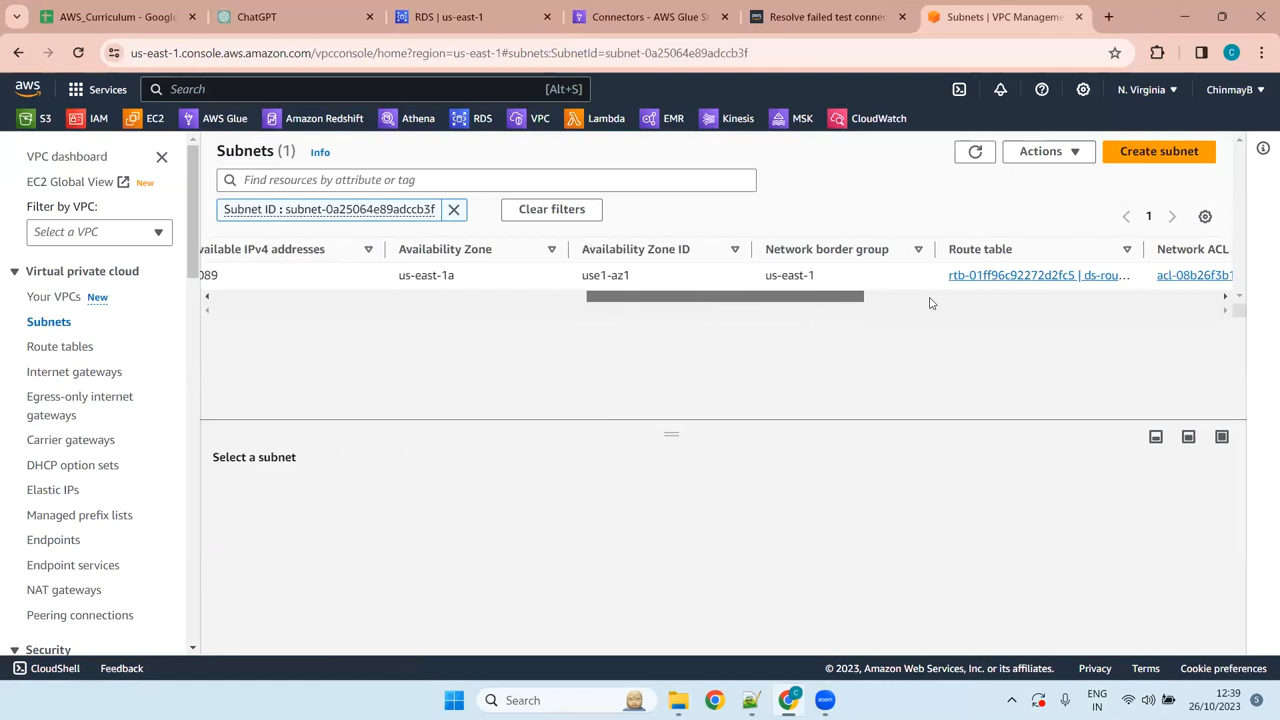 AWS_Curriculum - Google
ChatGPT
RDS | us-east-1
Connectors - AWS Glue St
Resolve failed test conne
Subnets | VPC Manageme
us-east-1.console.aws.amazon.com/vpcconsole/home?region=us-east-1#subnets:SubnetId=subnet-0a25064e89adccb3f
C
aws
Services
Search
[Alt+S]
N. Virginia
ChinmayB
S3
IAM
EC2
AWS Glue
Amazon Redshift
Athena
RDS
VPC
Lambda
EMR
Kinesis
MSK
CloudWatch
VPC dashboard
EC2 Global View
New
Filter by VPC:
Select a VPC
Virtual private cloud
Your VPCs New
Subnets
Route tables
Internet gateways
Egress-only internet
gateways
Carrier gateways
DHCP option sets
Elastic IPs
Managed prefix lists
Endpoints
Endpoint services
NAT gateways
Peering connections
Security
Subnets (1) Info
Actions
Create subnet
Find resources by attribute or tag
Subnet ID : subnet-0a25064e89adccb3f
Clear filters
1
vailable IPv4 addresses
Availability Zone
Availability Zone ID
Network border group
Route table
Network ACL
089
us-east-1a
use1-az1
us-east-1
rtb-01ff96c92272d2fc5 | ds-rou...
acl-08b26f3b1
Select a subnet
CloudShell
Feedback
© 2023, Amazon Web Services, Inc. or its affiliates.
Privacy
Terms
Cookie preferences
Search
ENG
IN
12:39
26/10/2023
5